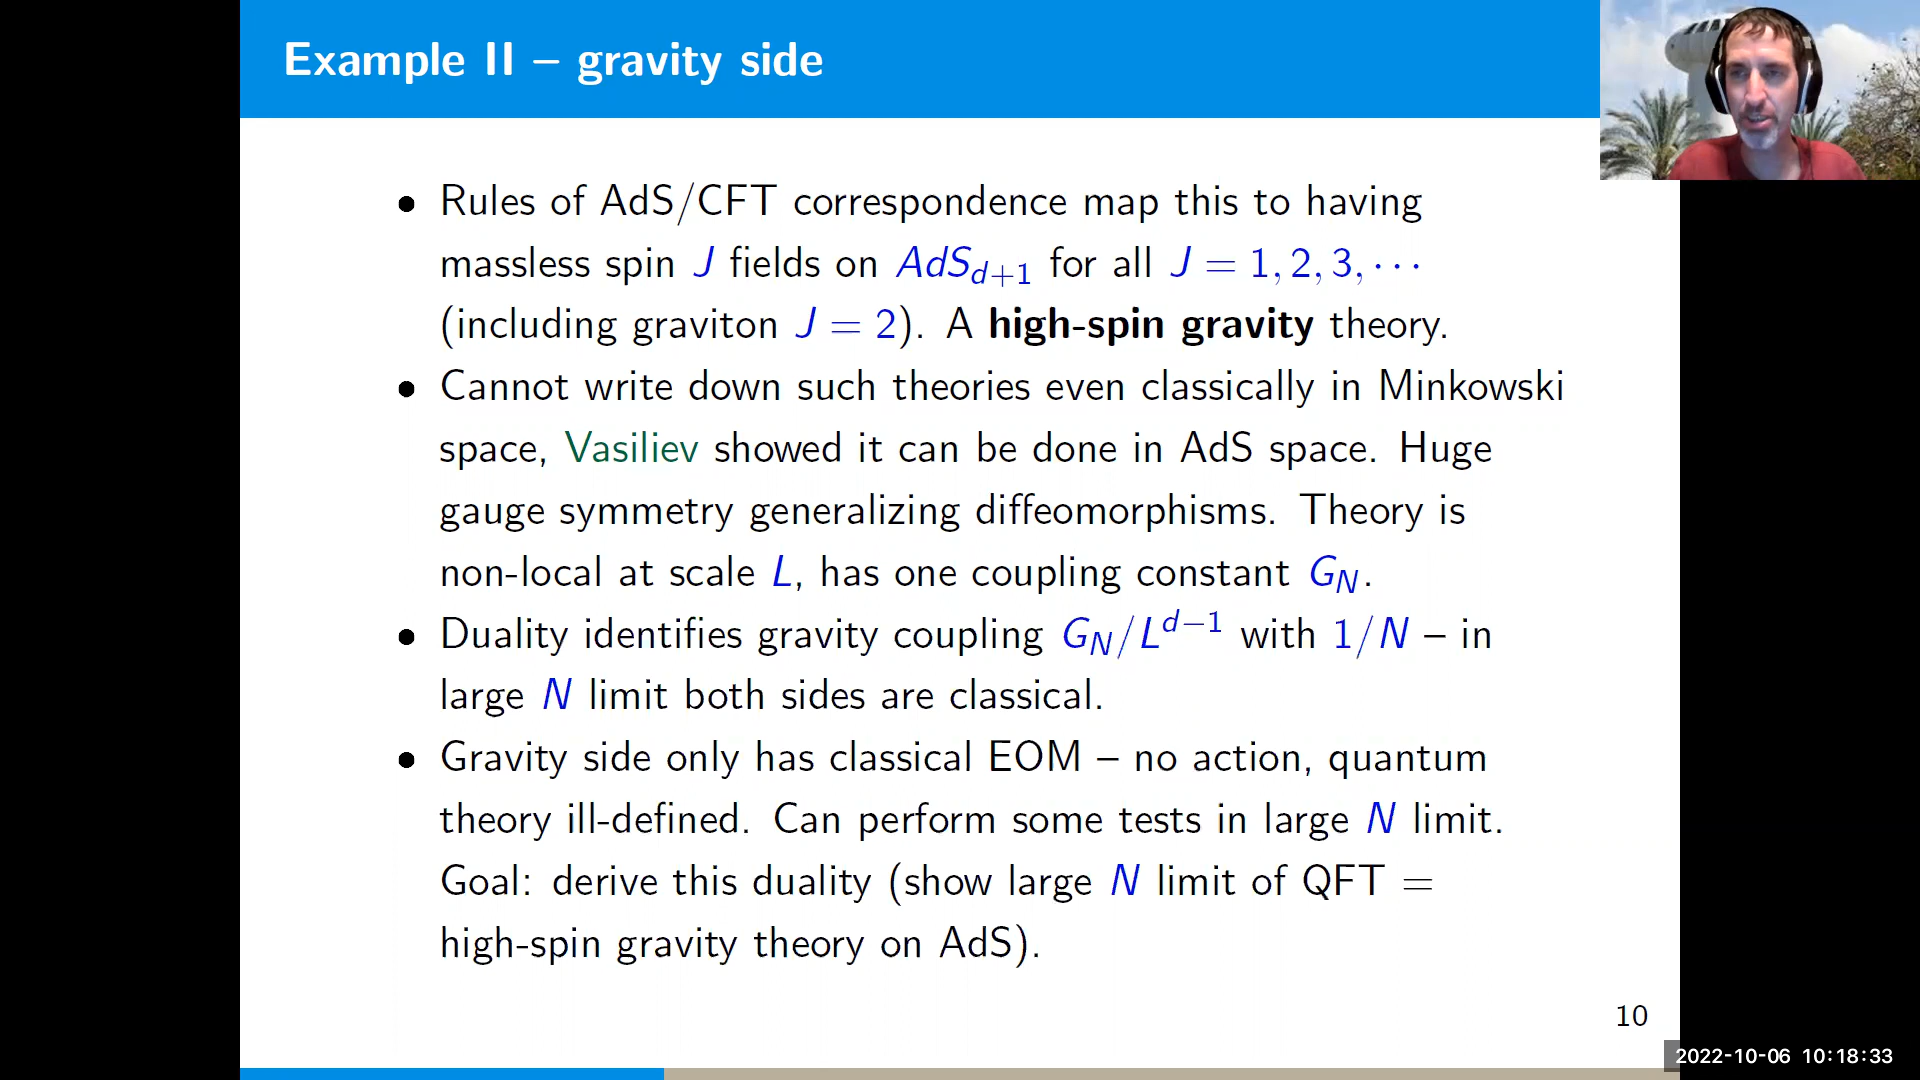 Example II – gravity side
• Rules of AdS/CFT correspondence map this to having
massless spin J fields on AdS_{d+1} for all J = 1, 2, 3, ···
(including graviton J = 2). A high-spin gravity theory.
• Cannot write down such theories even classically in Minkowski
space, Vasiliev showed it can be done in AdS space. Huge
gauge symmetry generalizing diffeomorphisms. Theory is
non-local at scale L, has one coupling constant G_N.
• Duality identifies gravity coupling G_N/L^{d−1} with 1/N – in
large N limit both sides are classical.
• Gravity side only has classical EOM – no action, quantum
theory ill-defined. Can perform some tests in large N limit.
Goal: derive this duality (show large N limit of QFT =
high-spin gravity theory on AdS).
10
2022-10-06 10:18:33